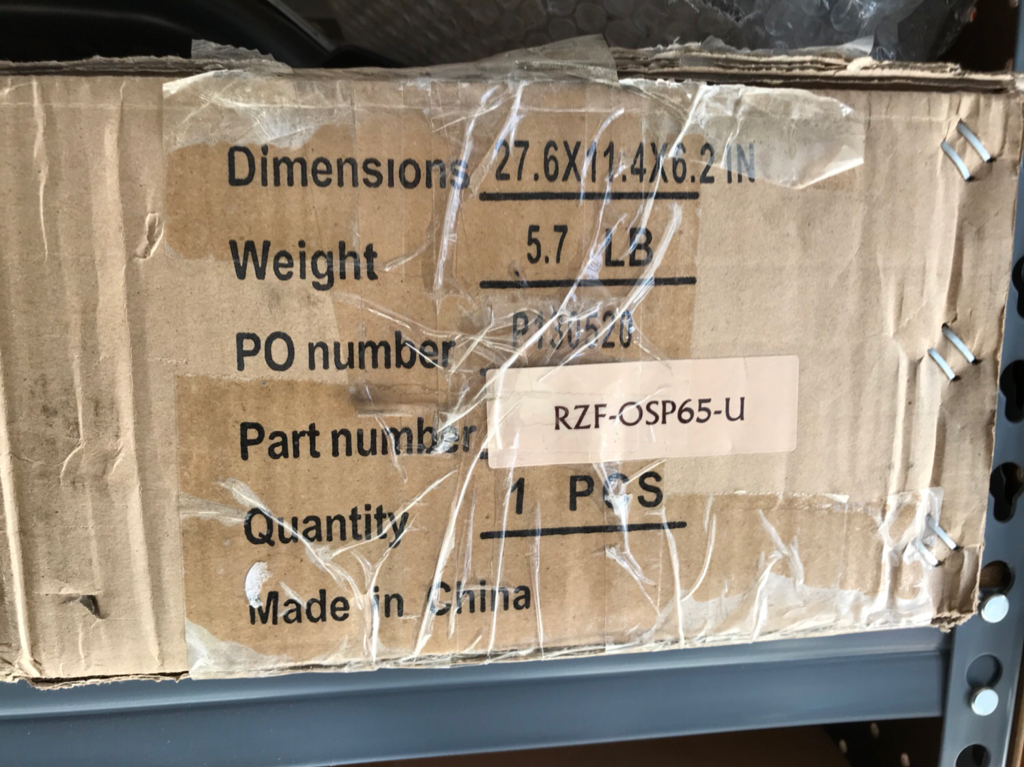 Dimensions 27.6X11.4X6.2 IN
Weight 5.7 LB
PO number P130520
Part number RZF-OSP65-U
Quantity 1 PCS
Made in China